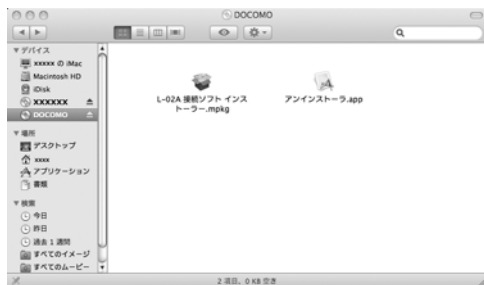 DOCOMO
▼デバイス
xxxxx の iMac
Macintosh HD
iDisk
XXXXXX
DOCOMO
▼場所
デスクトップ
xxxx
アプリケーション
書類
▼検索
今日
昨日
過去 1 週間
すべてのイメージ
すべてのムービー
L-02A 接続ソフト インス
トーラー.mpkg
アンインストーラ.app
2 項目、0 KB 空き